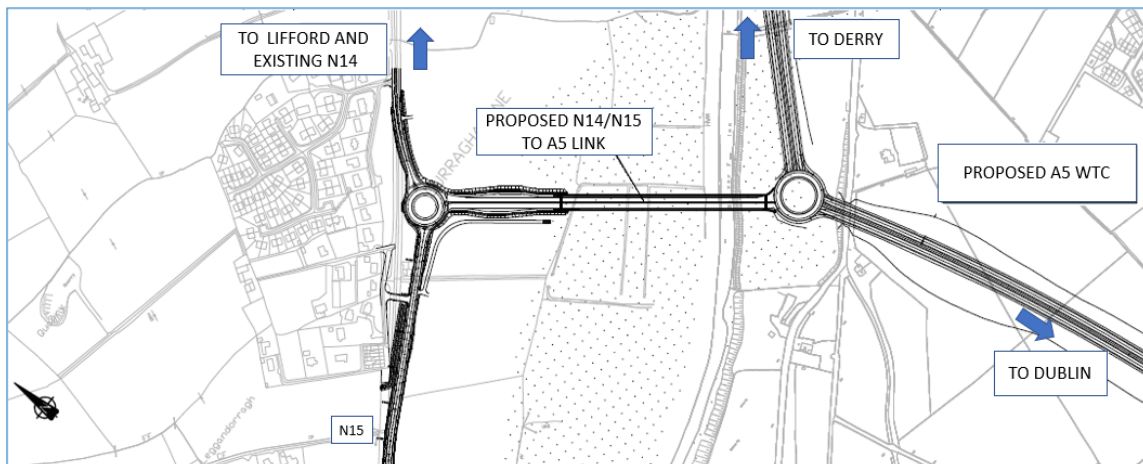 TO LIFFORD AND
EXISTING N14
TO DERRY
PROPOSED N14/N15
TO A5 LINK
PROPOSED A5 WTC
TO DUBLIN
N15